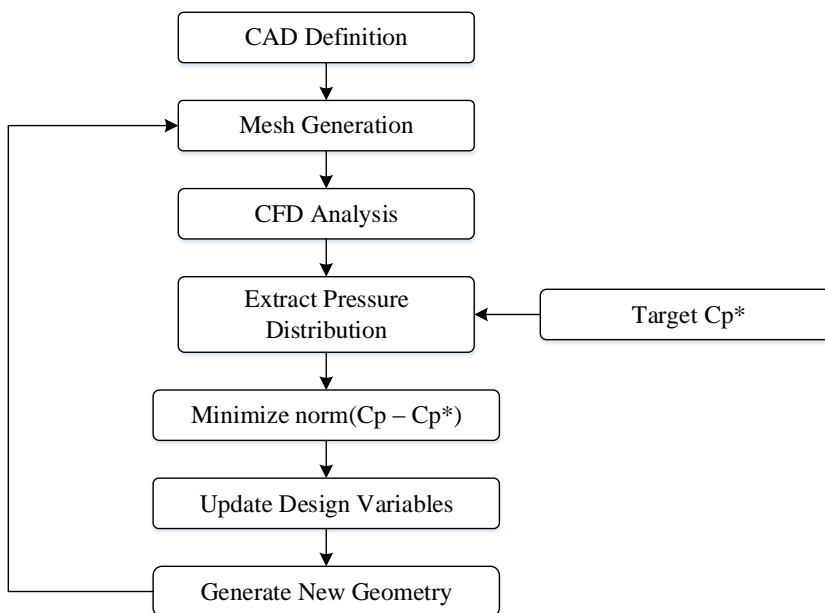 CAD Definition
Mesh Generation
CFD Analysis
Extract Pressure
Distribution
Target Cp*
Minimize norm(Cp – Cp*)
Update Design Variables
Generate New Geometry